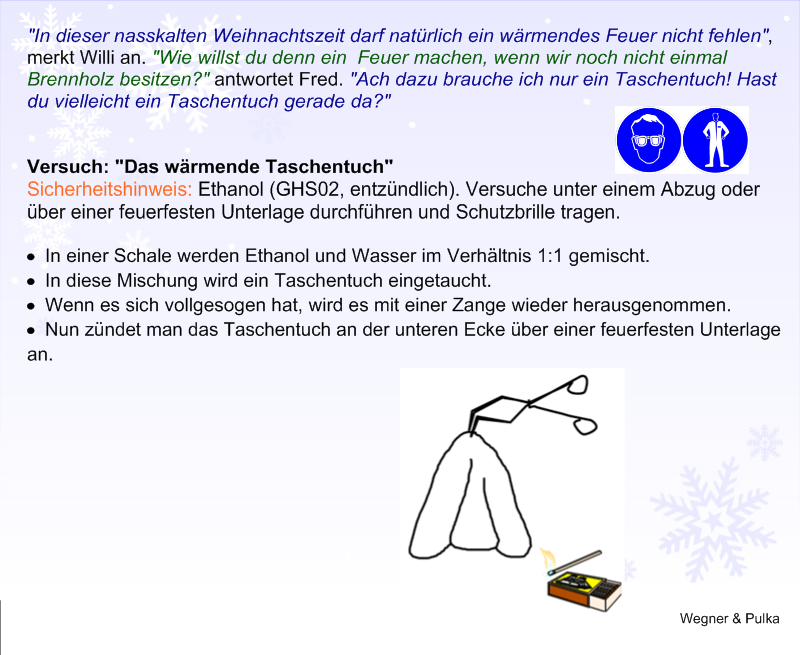 "In dieser nasskalten Weihnachtszeit darf natürlich ein wärmendes Feuer nicht fehlen",
merkt Willi an. "Wie willst du denn ein  Feuer machen, wenn wir noch nicht einmal
Brennholz besitzen?" antwortet Fred. "Ach dazu brauche ich nur ein Taschentuch! Hast
du vielleicht ein Taschentuch gerade da?"
Versuch: "Das wärmende Taschentuch"
Sicherheitshinweis: Ethanol (GHS02, entzündlich). Versuche unter einem Abzug oder
über einer feuerfesten Unterlage durchführen und Schutzbrille tragen.
• In einer Schale werden Ethanol und Wasser im Verhältnis 1:1 gemischt.
• In diese Mischung wird ein Taschentuch eingetaucht.
• Wenn es sich vollgesogen hat, wird es mit einer Zange wieder herausgenommen.
• Nun zündet man das Taschentuch an der unteren Ecke über einer feuerfesten Unterlage
an.
Wegner & Pulka